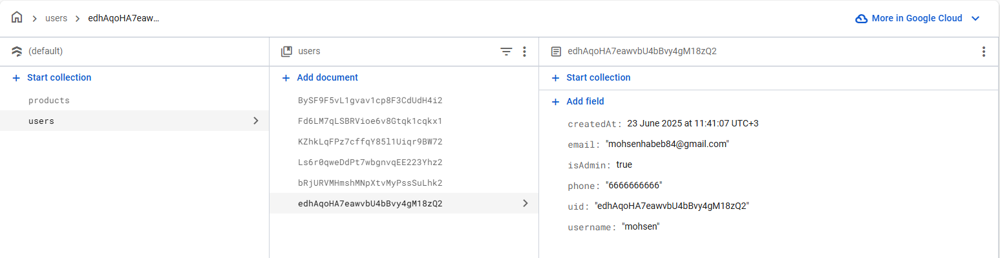 users edhAqoHA7eaw… More in Google Cloud
(default)
Start collection
products
users
users
Add document
BySF9F5vL1gvav1cp8F3CdUdH4i2
Fd6LM7qLSBRVioe6v8Gtqk1cqkx1
KZhkLqFPz7cffqY85l1Uiqr9BW72
Ls6r0qweDdPt7wbgnvqEE223Yhz2
bRjURVMHmshMNpXtvMyPssSuLhk2
edhAqoHA7eawvbU4bBvy4gM18zQ2
edhAqoHA7eawvbU4bBvy4gM18zQ2
Start collection
Add field
createdAt: 23 June 2025 at 11:41:07 UTC+3
email: "mohsenhabeb84@gmail.com"
isAdmin: true
phone: "6666666666"
uid: "edhAqoHA7eawvbU4bBvy4gM18zQ2"
username: "mohsen"